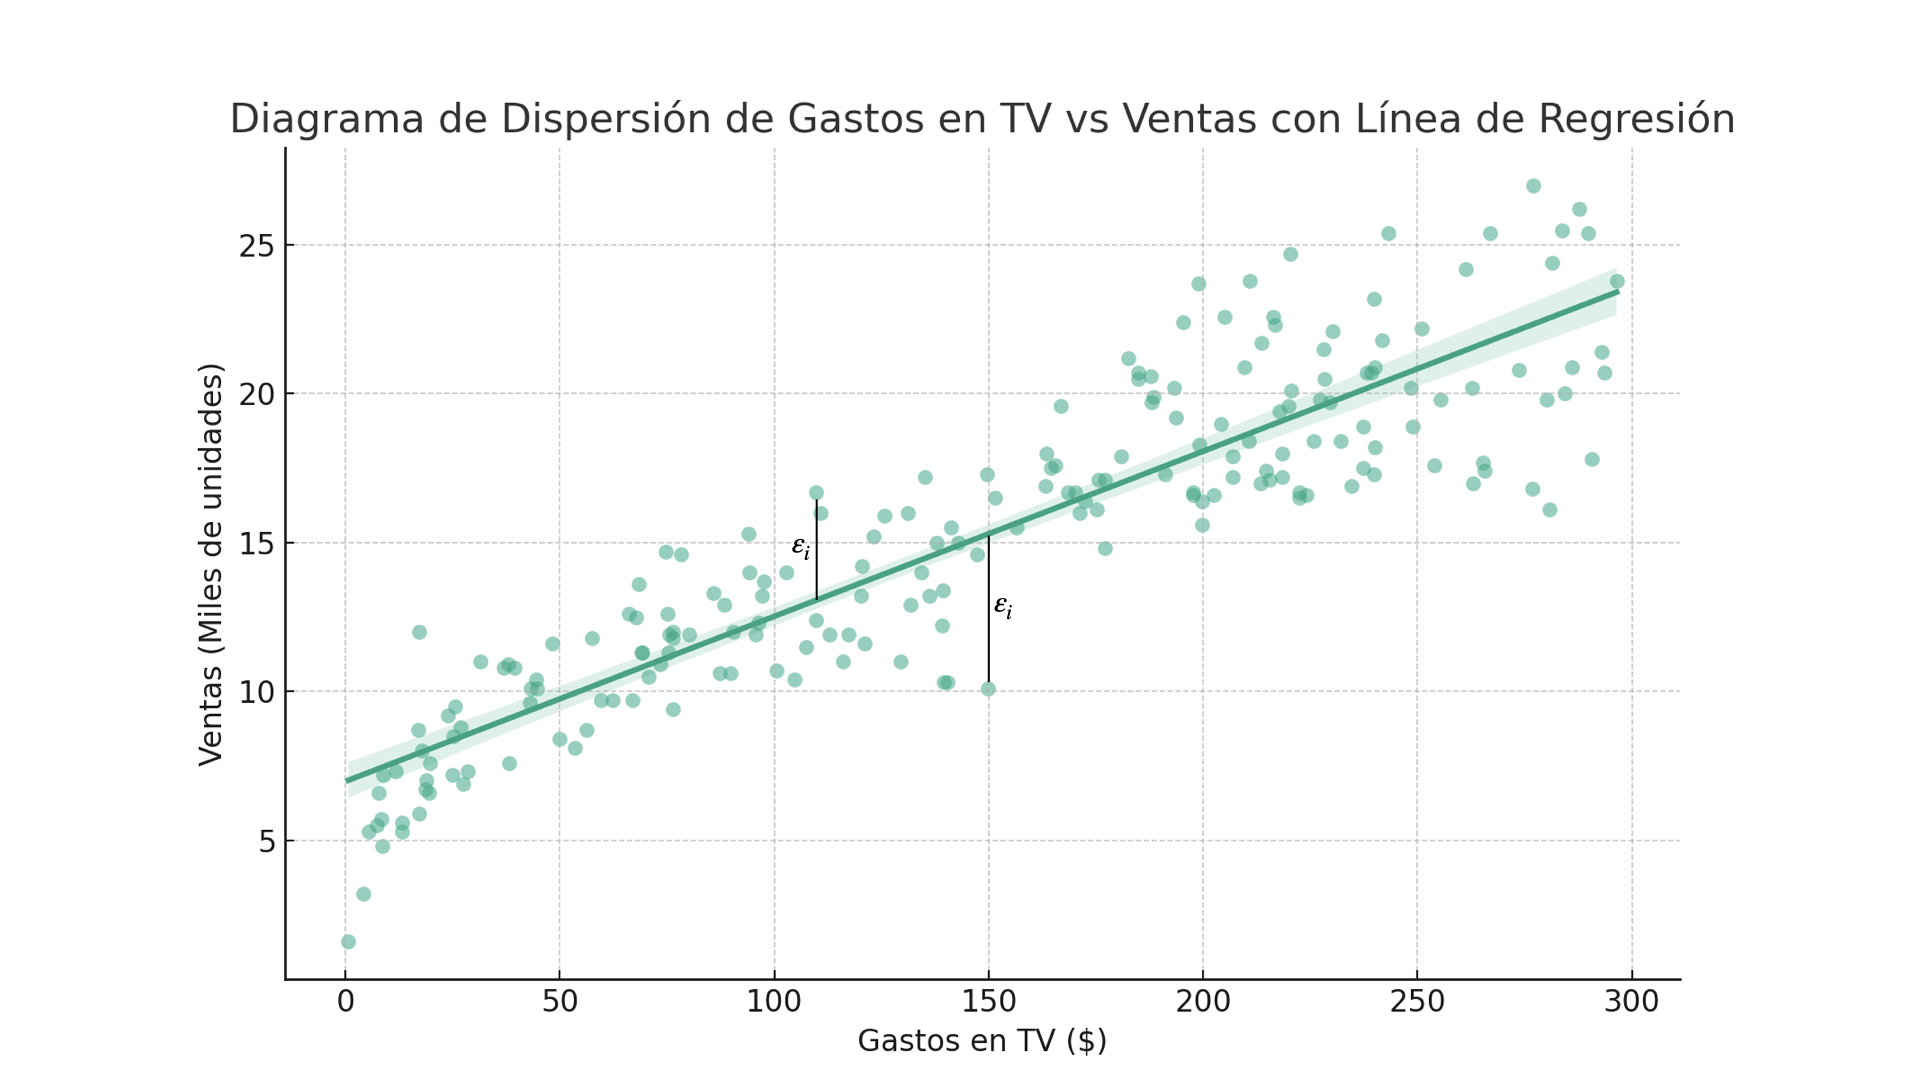 Diagrama de Dispersión de Gastos en TV vs Ventas con Línea de Regresión
Ventas (Miles de unidades)
25
20
15
10
5
εᵢ
εᵢ
0 50 100 150 200 250 300
Gastos en TV ($)